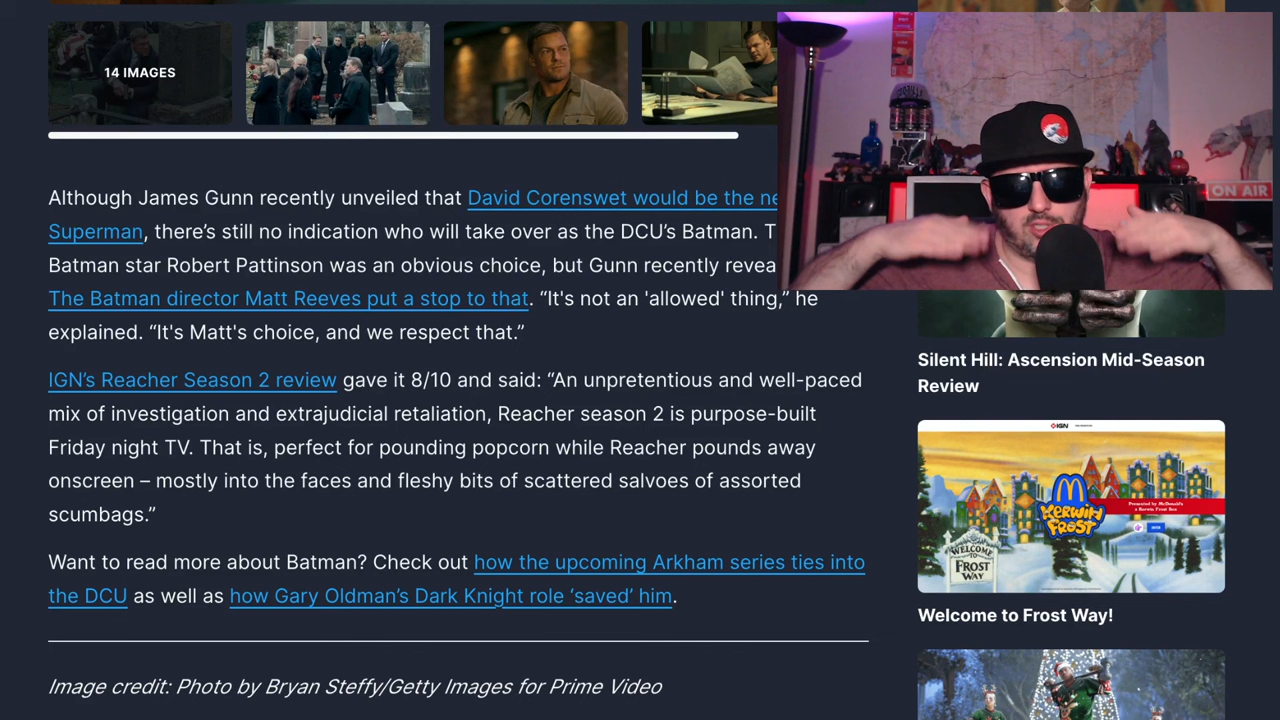 14 IMAGES
ON AIR
Although James Gunn recently unveiled that David Corenswet would be the ne
Superman, there’s still no indication who will take over as the DCU’s Batman. T
Batman star Robert Pattinson was an obvious choice, but Gunn recently revea
The Batman director Matt Reeves put a stop to that. “It's not an 'allowed' thing,” he
explained. “It's Matt's choice, and we respect that.”
IGN’s Reacher Season 2 review gave it 8/10 and said: “An unpretentious and well-paced
mix of investigation and extrajudicial retaliation, Reacher season 2 is purpose-built
Friday night TV. That is, perfect for pounding popcorn while Reacher pounds away
onscreen – mostly into the faces and fleshy bits of scattered salvoes of assorted
scumbags.”
Want to read more about Batman? Check out how the upcoming Arkham series ties into
the DCU as well as how Gary Oldman’s Dark Knight role ‘saved’ him.
Image credit: Photo by Bryan Steffy/Getty Images for Prime Video
Silent Hill: Ascension Mid-Season
Review
IGN
KERWIN
FROST
Presented by McDonald's
a Kerwin Frost Box
WELCOME
TO
FROST
WAY
Welcome to Frost Way!